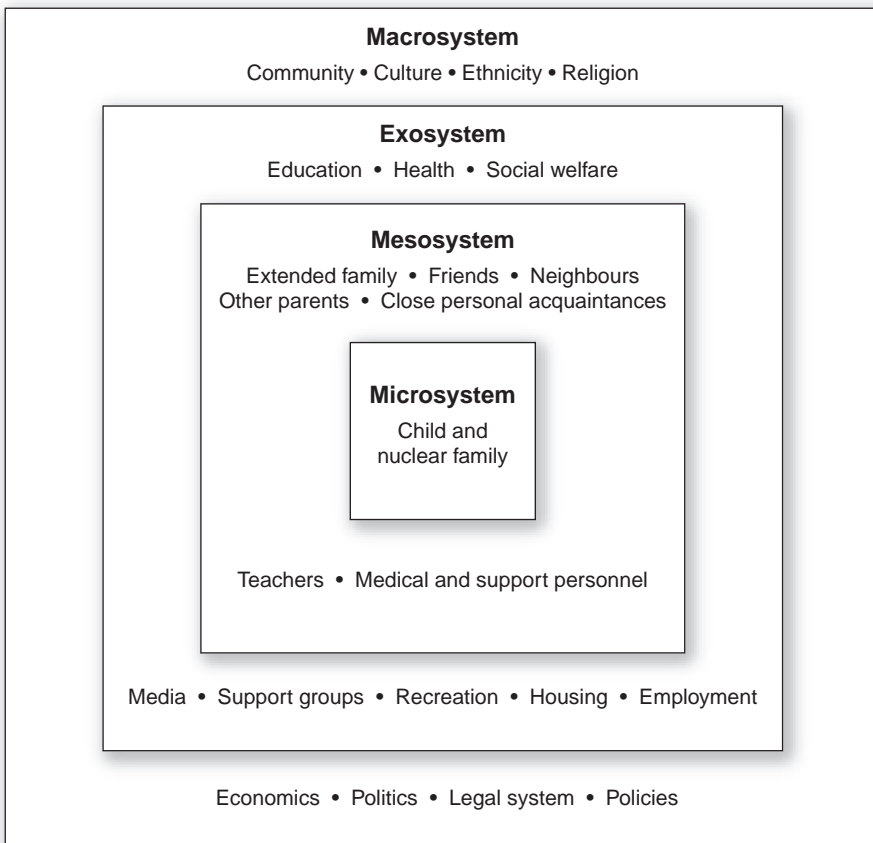 Macrosystem
Community • Culture • Ethnicity • Religion
Exosystem
Education • Health • Social welfare
Mesosystem
Extended family • Friends • Neighbours
Other parents • Close personal acquaintances
Microsystem
Child and
nuclear family
Teachers • Medical and support personnel
Media • Support groups • Recreation • Housing • Employment
Economics • Politics • Legal system • Policies